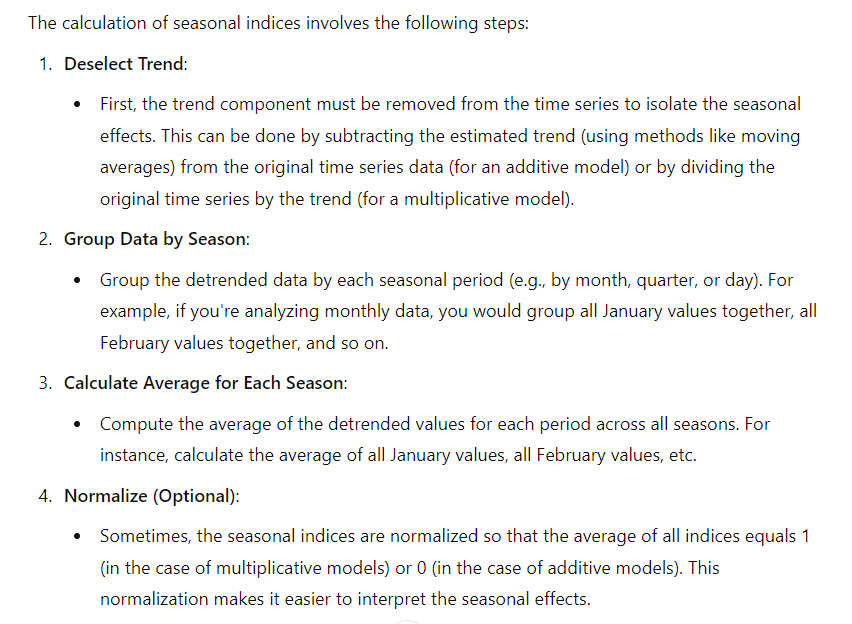 The calculation of seasonal indices involves the following steps:
1. Deselect Trend:
• First, the trend component must be removed from the time series to isolate the seasonal
effects. This can be done by subtracting the estimated trend (using methods like moving
averages) from the original time series data (for an additive model) or by dividing the
original time series by the trend (for a multiplicative model).
2. Group Data by Season:
• Group the detrended data by each seasonal period (e.g., by month, quarter, or day). For
example, if you're analyzing monthly data, you would group all January values together, all
February values together, and so on.
3. Calculate Average for Each Season:
• Compute the average of the detrended values for each period across all seasons. For
instance, calculate the average of all January values, all February values, etc.
4. Normalize (Optional):
• Sometimes, the seasonal indices are normalized so that the average of all indices equals 1
(in the case of multiplicative models) or 0 (in the case of additive models). This
normalization makes it easier to interpret the seasonal effects.